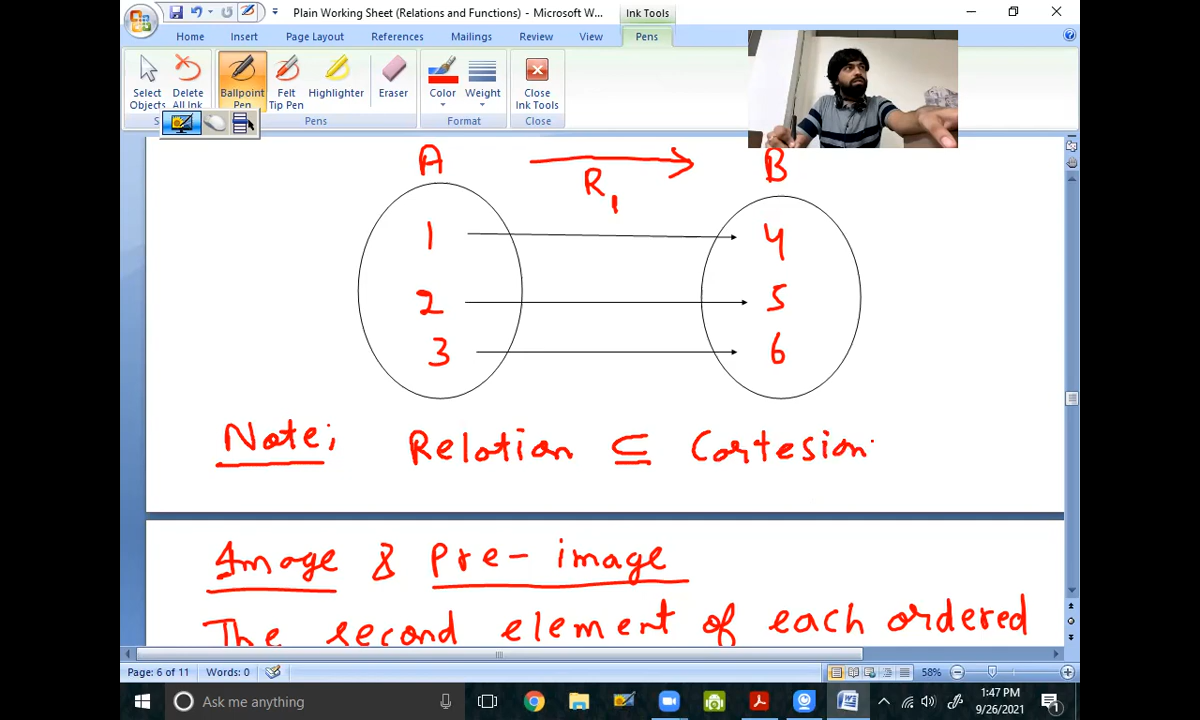 Plain Working Sheet (Relations and Functions) - Microsoft W...
Ink Tools
Home Insert Page Layout References Mailings Review View Pens
Select Objects
Delete All Ink
Ballpoint Pen
Felt Tip Pen
Highlighter
Eraser
Color
Weight
Close Ink Tools
Pens Format Close
A R1 B
1 4
2 5
3 6
Note; Relation ⊆ Cartesian
Image & Pre-image
The second element of each ordered
Page: 6 of 11 Words: 0 58%
Ask me anything
1:47 PM
9/26/2021
1